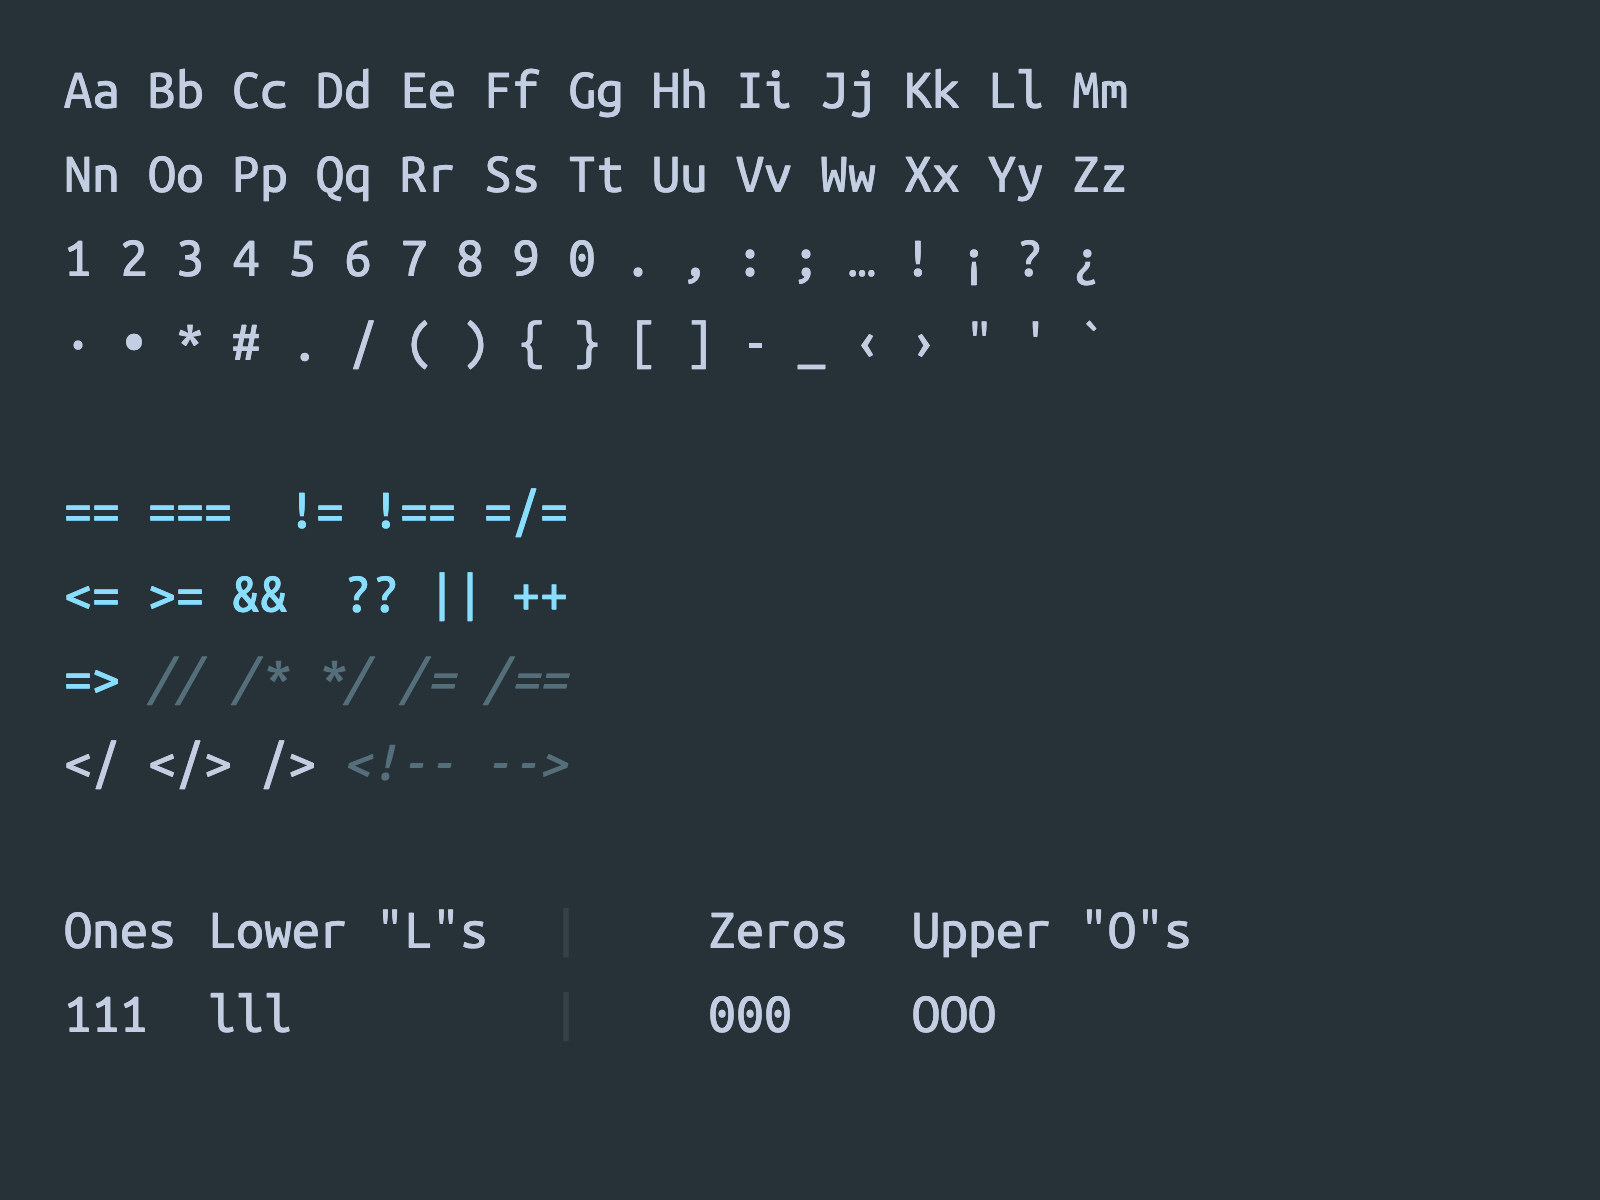 Aa Bb Cc Dd Ee Ff Gg Hh Ii Jj Kk Ll Mm
Nn Oo Pp Qq Rr Ss Tt Uu Vv Ww Xx Yy Zz
1 2 3 4 5 6 7 8 9 0 . , : ; … ! ¡ ? ¿
· • * # . / ( ) { } [ ] - _ ‹ › " ' `
== === != !== =/=
<= >= && ?? || ++
=> // /* */ /= /==
</ </> /> <!-- -->
Ones Lower "L"s | Zeros Upper "O"s
111 lll | 000 OOO